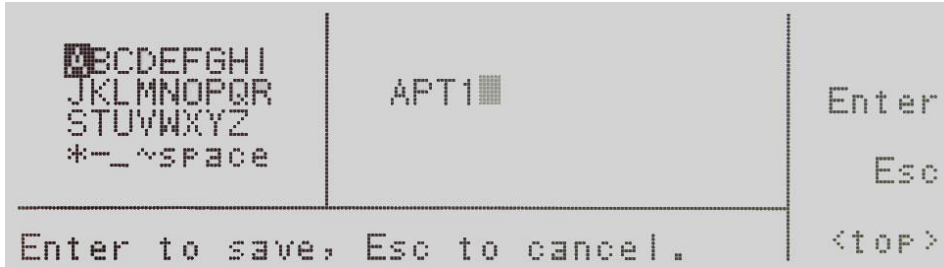 ABCDEFGHI
JKLMNOPQR
STUVWXYZ
*-_~space
APT1
Enter
Esc
<top>
Enter to save, Esc to cancel.